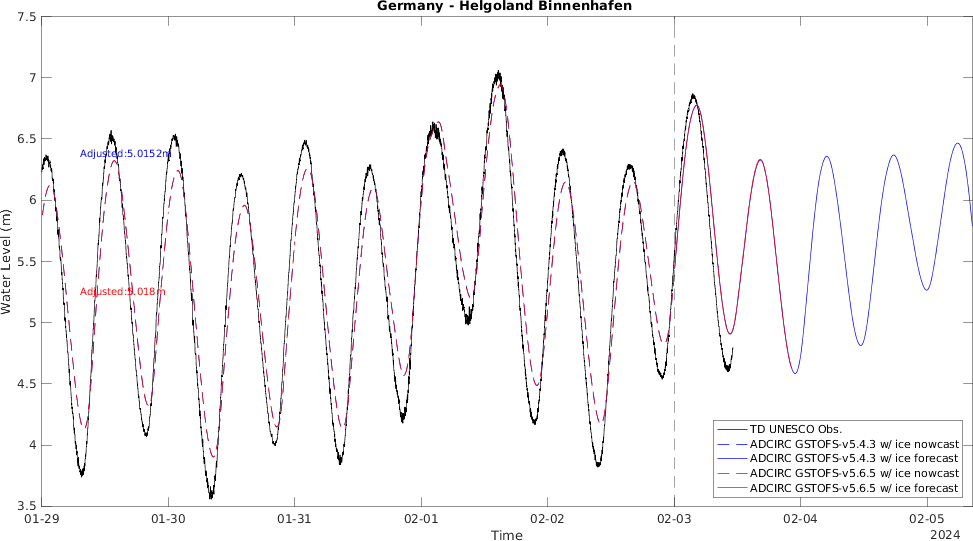 Germany - Helgoland Binnenhafen
7.5
7
6.5
6
5.5
5
4.5
4
3.5
Water Level (m)
Adjusted:5.0152m
Adjusted:5.018m
TD UNESCO Obs.
ADCIRC GSTOFS-v5.4.3 w/ ice nowcast
ADCIRC GSTOFS-v5.4.3 w/ ice forecast
ADCIRC GSTOFS-v5.6.5 w/ ice nowcast
ADCIRC GSTOFS-v5.6.5 w/ ice forecast
01-29 01-30 01-31 02-01 02-02 02-03 02-04 02-05
Time
2024